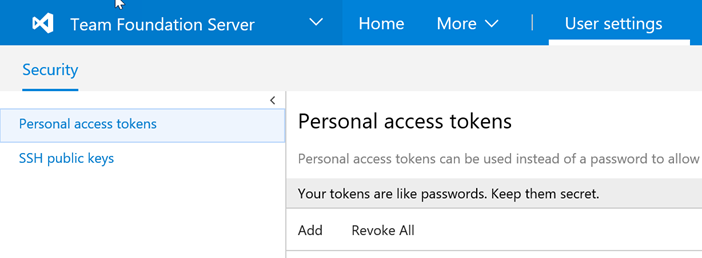 Team Foundation Server Home More User settings
Security
Personal access tokens
SSH public keys
Personal access tokens
Personal access tokens can be used instead of a password to allow
Your tokens are like passwords. Keep them secret.
Add Revoke All